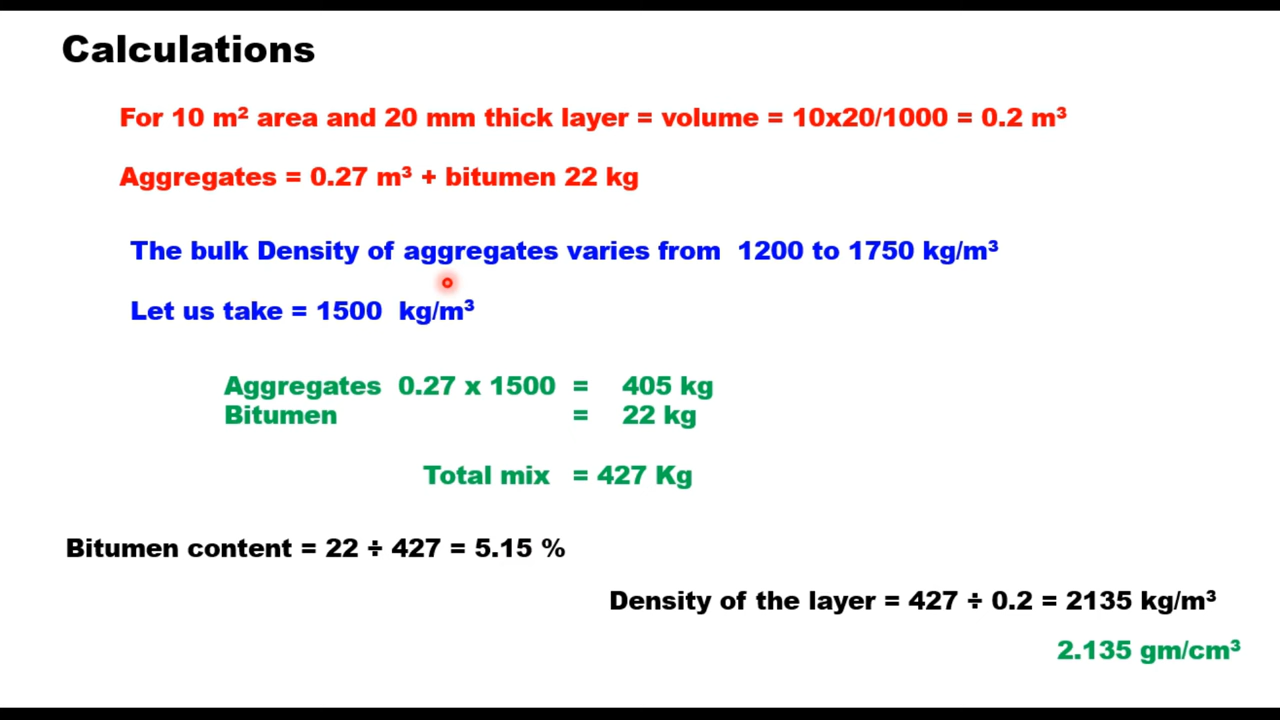 Calculations
For 10 m² area and 20 mm thick layer = volume = 10x20/1000 = 0.2 m³
Aggregates = 0.27 m³ + bitumen 22 kg
The bulk Density of aggregates varies from 1200 to 1750 kg/m³
Let us take = 1500 kg/m³
Aggregates 0.27 x 1500 = 405 kg
Bitumen = 22 kg
Total mix = 427 Kg
Bitumen content = 22 ÷ 427 = 5.15 %
Density of the layer = 427 ÷ 0.2 = 2135 kg/m³
2.135 gm/cm³